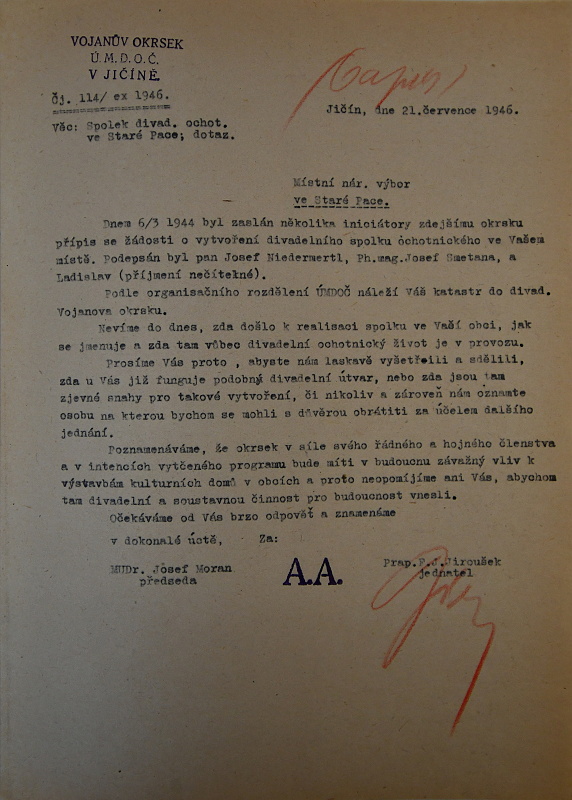 VOJANŮV OKRSEK
Ú.M.D.O.Č.
V JIČÍNĚ.
Čj. 114/ ex 1946.
Jičín, dne 21.července 1946.
Věc: Spolek divad. ochot.
ve Staré Pace; dotaz.
Místní nár. výbor
ve Staré Pace.
Dnem 6/3 1944 byl zaslán několika iniciátory zdejšímu okrsku
přípis se žádosti o vytvoření divadelního spolku ochotnického ve Vašem
místě. Podepsán byl pan Josef Niedermertl, Ph.mag.Josef Smetana, a
Ladislav (příjmení nečitelné).
Podle organisačního rozdělení ÚMDOČ náleží Váš katastr do divad.
Vojanova okrsku.
Nevíme do dnes, zda došlo k realisaci spolku ve Vaší obci, jak
se jmenuje a zda tam vůbec divadelní ochotnický život je v provozu.
Prosíme Vás proto , abyste nám laskavě vyšetřeili a sdělili,
zda u Vás již funguje podobný divadelní útvar, nebo zda jsou tam
zjevné snahy pro takové vytvoření, či nikoliv a zároveň nám oznamte
osobu na kterou bychom se mohli s důvěrou obrátiti za účelem dalšího
jednání.
Poznamenáváme, že okrsek v síle svého řádného a hojného členstva
a v intencích vytčeného programu bude míti v budoucnu závažný vliv k
výstavbám kulturních domů v obcích a proto neopomíjíme ani Vás, abychom
tam divadelní a soustavnou činnost pro budoucnost vnesli.
Očekáváme od Vás brzo odpověť a znamenáme
v dokonalé ústě, Za:
MUDr. Josef Moran
Prap.F.J.Jiroušek
předseda
A.A.
jednatel